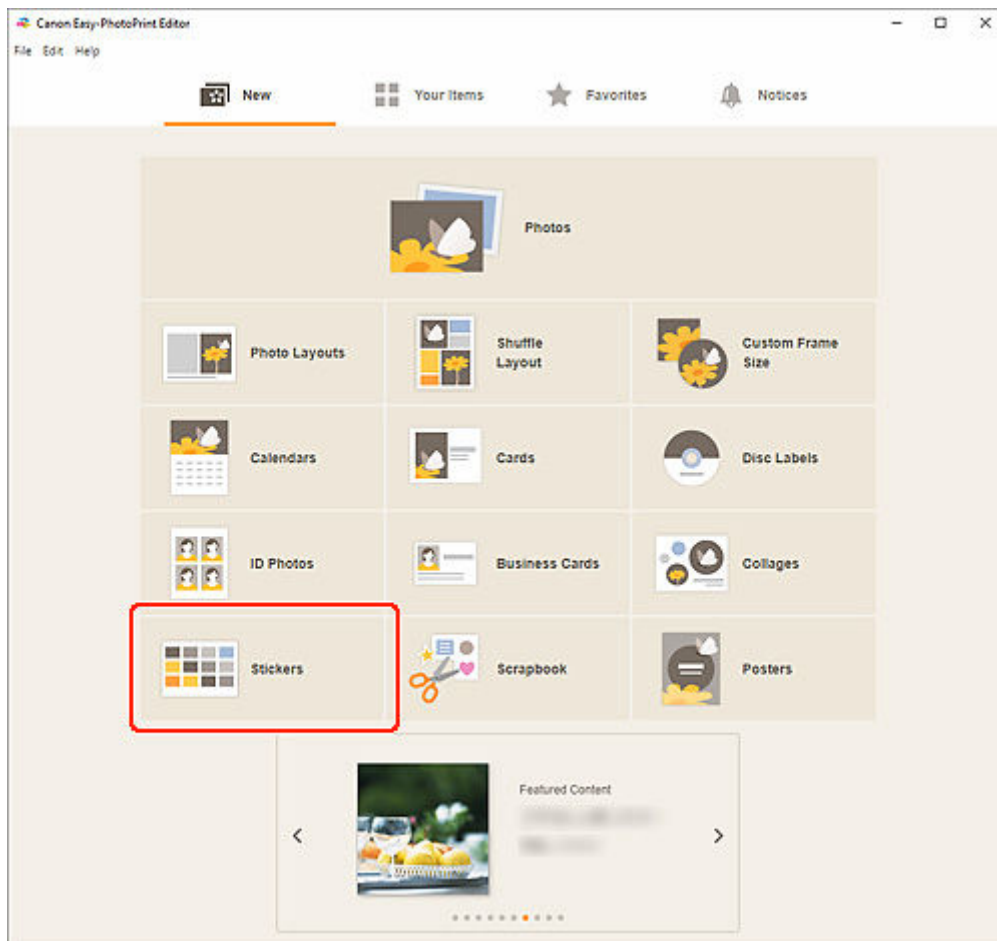 Canon Easy-PhotoPrint Editor
File Edit Help
New
Your Items
Favorites
Notices
Photos
Photo Layouts
Shuffle
Layout
Custom Frame
Size
Calendars
Cards
Disc Labels
ID Photos
Business Cards
Collages
Stickers
Scrapbook
Posters
Featured Content